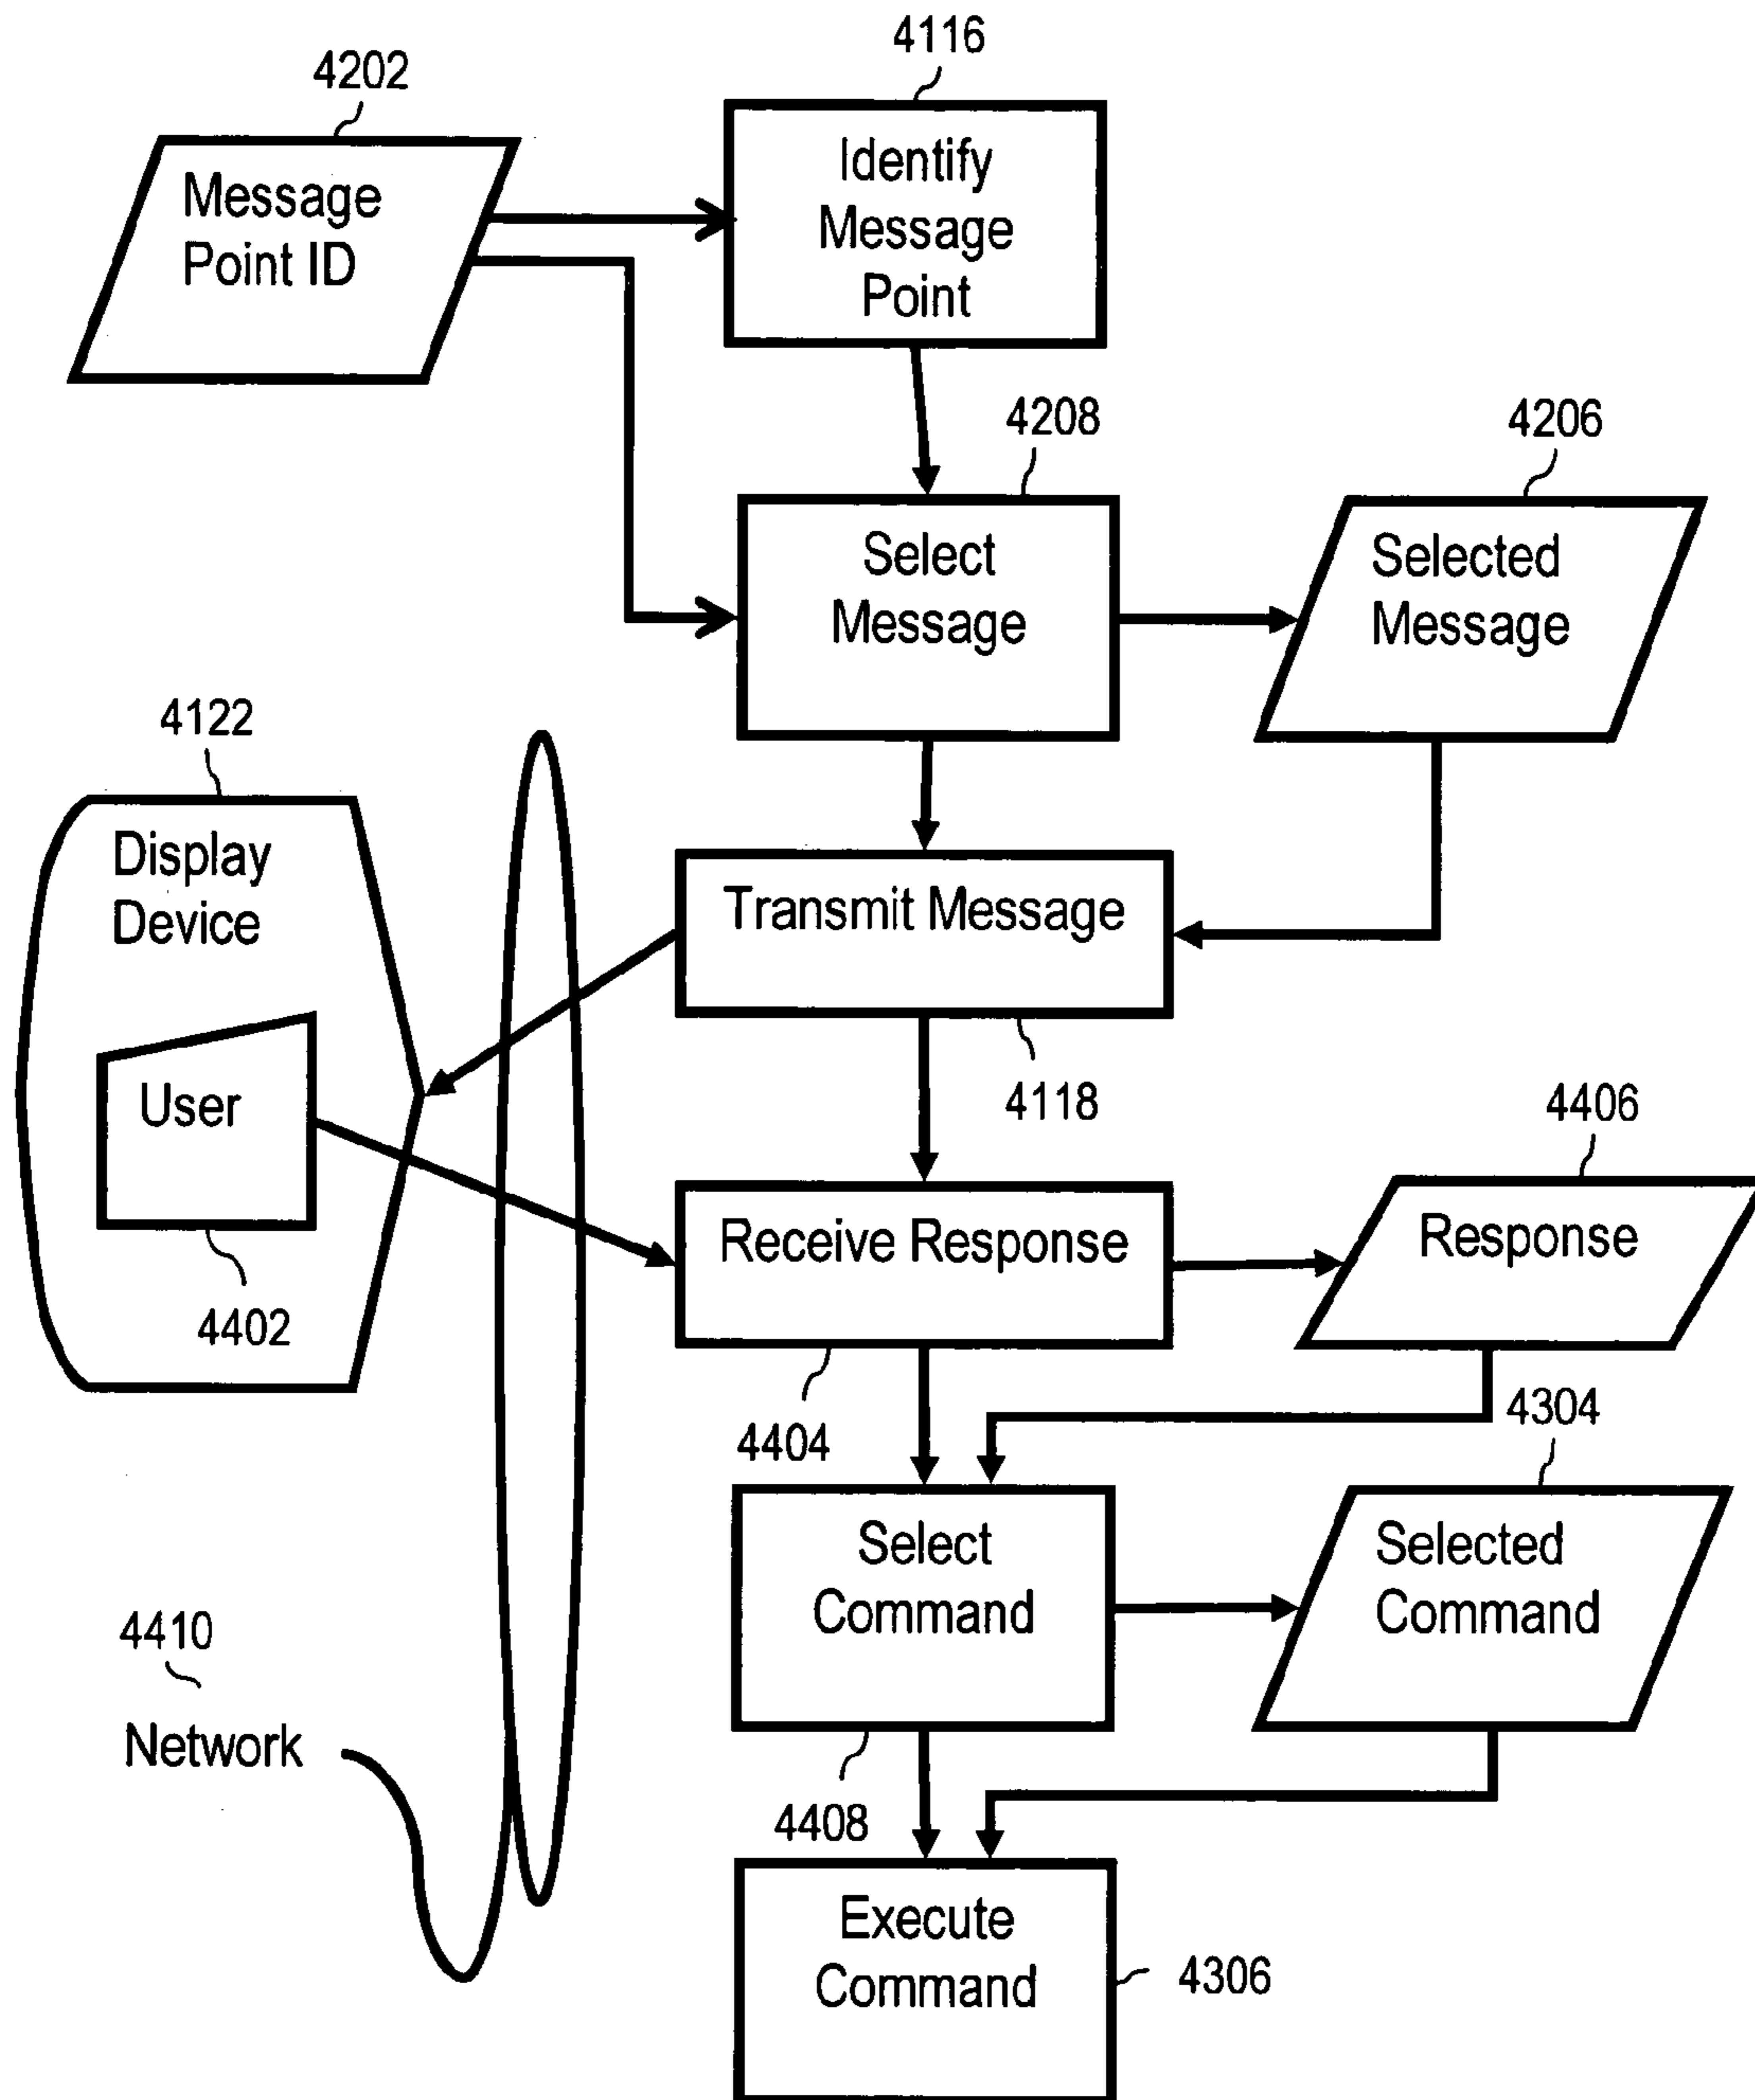 4116
4202
Identify
Message
Point
Message
Point ID
4208
4206
Select
Message
Selected
Message
4122
Display
Device
Transmit Message
4118
User
4406
Receive Response
Response
4402
4304
4404
Select
Command
Selected
Command
4410
Network
4408
Execute
Command
4306